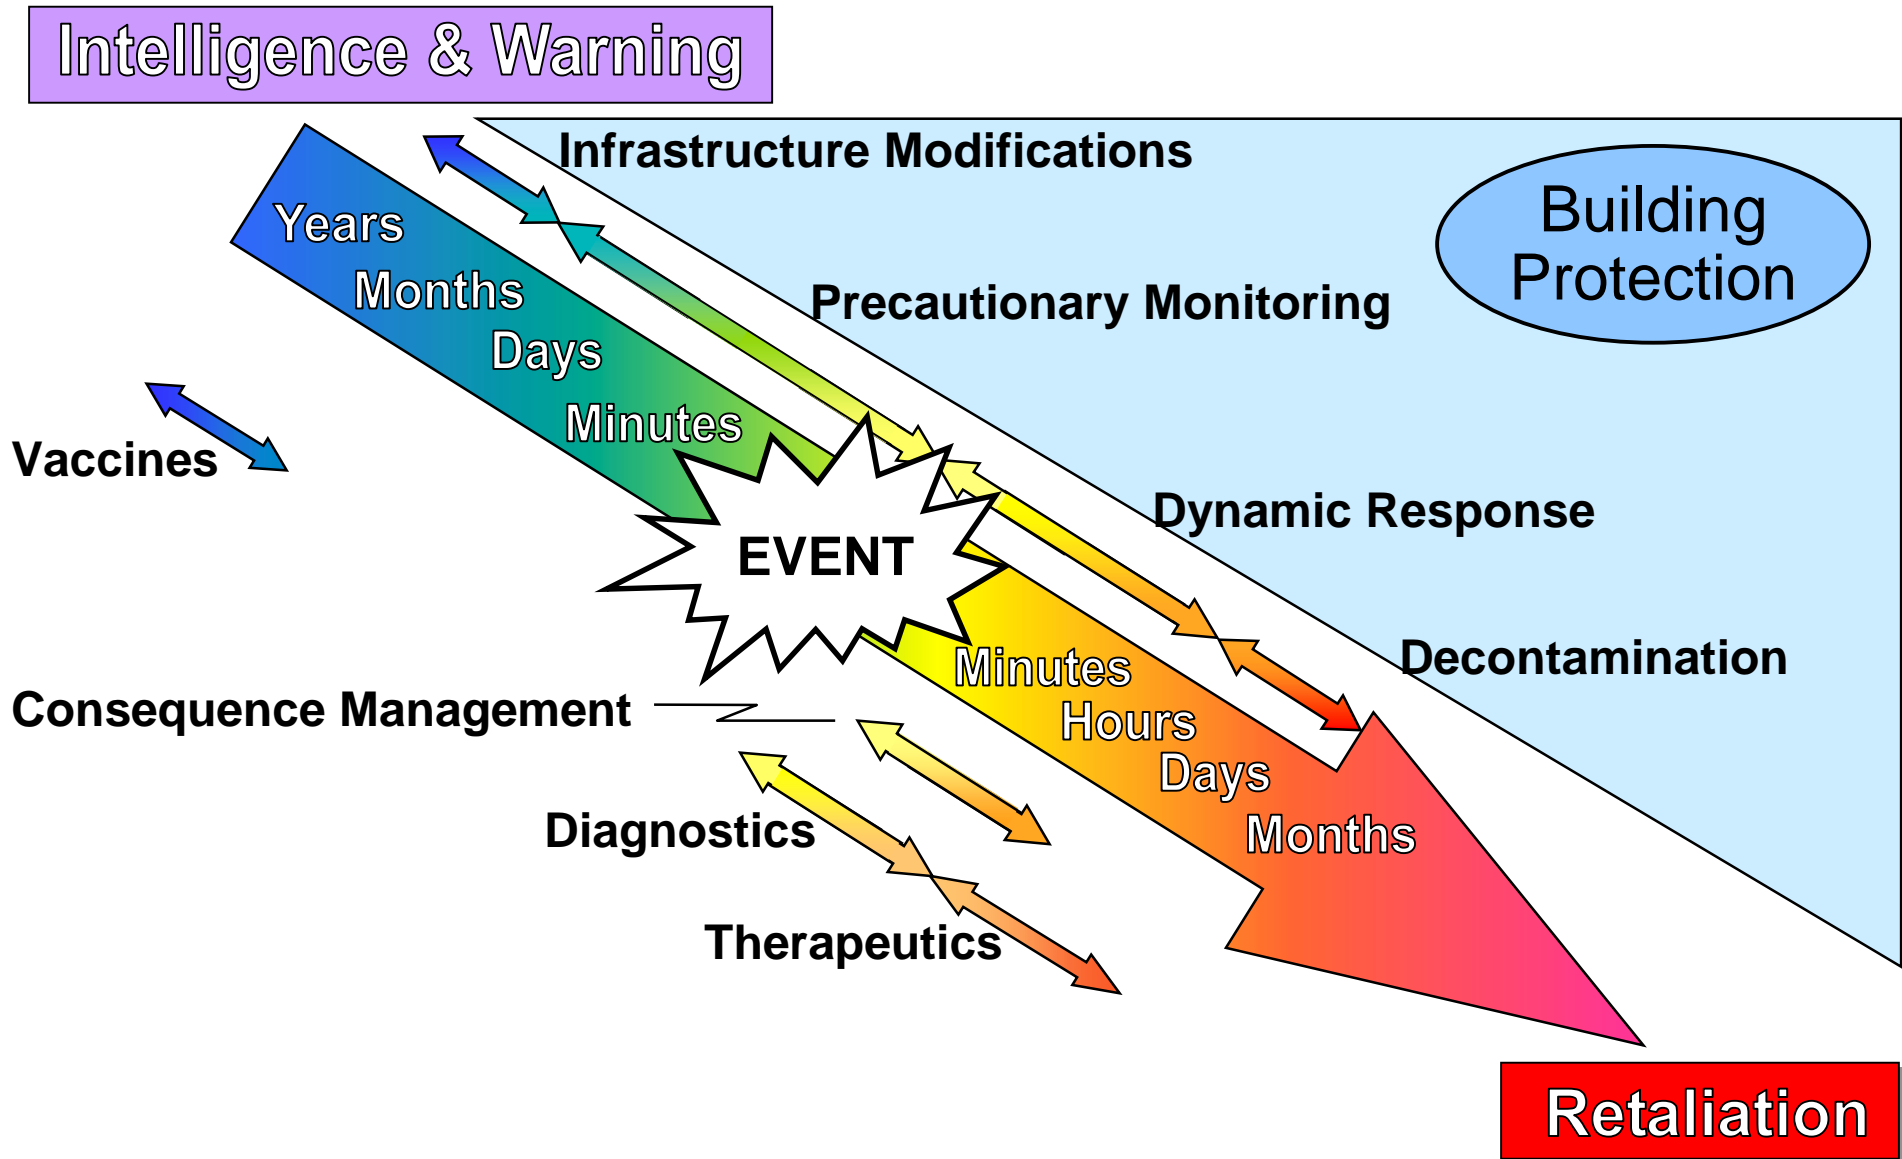 Intelligence & Warning
Infrastructure Modifications
Building
Protection
Years
Months
Precautionary Monitoring
Days
Minutes
Vaccines
Dynamic Response
EVENT
Decontamination
Minutes
Consequence Management
Hours
Days
Diagnostics
Months
Therapeutics
Retaliation